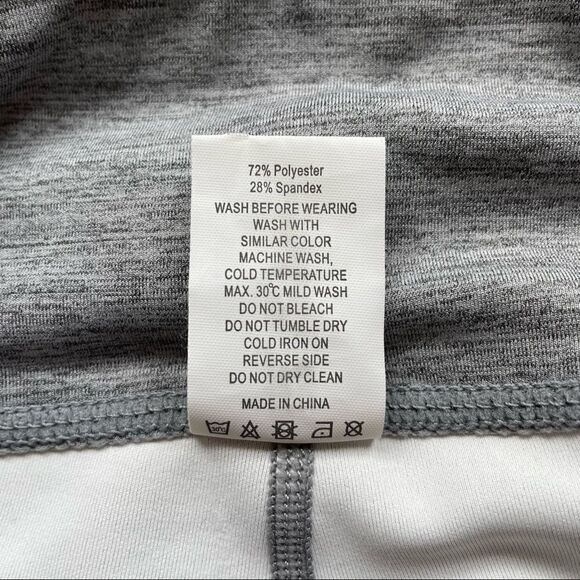 72% Polyester
28% Spandex
WASH BEFORE WEARING
WASH WITH
SIMILAR COLOR
MACHINE WASH,
COLD TEMPERATURE
MAX. 30℃ MILD WASH
DO NOT BLEACH
DO NOT TUMBLE DRY
COLD IRON ON
REVERSE SIDE
DO NOT DRY CLEAN
MADE IN CHINA
30℃